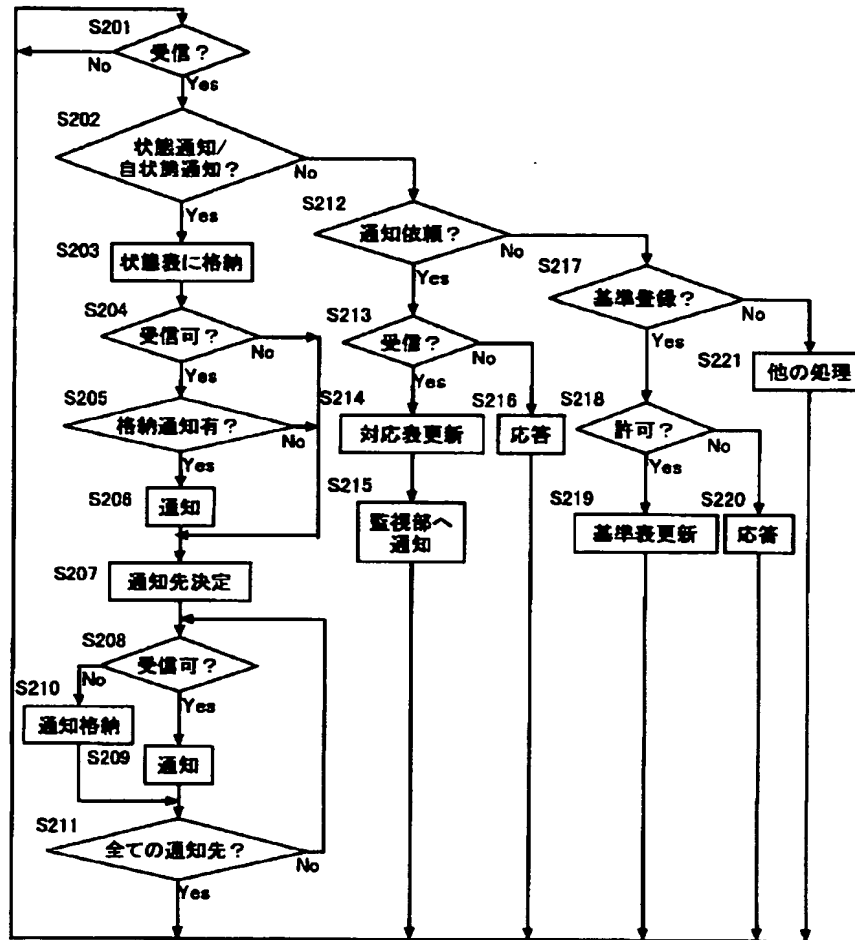 S201
受信？
No
Yes
S202
状態通知/
自状態通知？
No
Yes
S203
状態表に格納
S204
受信可？
No
Yes
S205
格納通知有？
No
Yes
S206
通知
S207
通知先決定
S208
受信可？
No
Yes
S210
通知格納
S209
通知
S211
全ての通知先？
No
Yes
S212
通知依頼？
No
Yes
S213
受信？
No
Yes
S214
対応表更新
S216
応答
S215
監視部へ
通知
S217
基準登録？
No
Yes
S221
他の処理
S218
許可？
No
Yes
S219
基準表更新
S220
応答